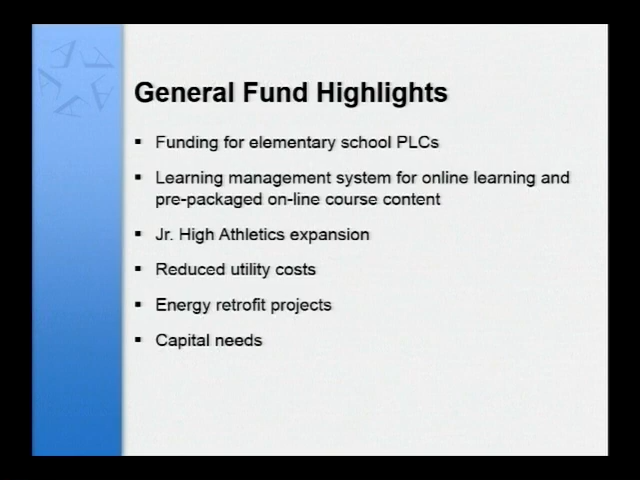 General Fund Highlights
▪ Funding for elementary school PLCs
▪ Learning management system for online learning and
pre-packaged on-line course content
▪ Jr. High Athletics expansion
▪ Reduced utility costs
▪ Energy retrofit projects
▪ Capital needs